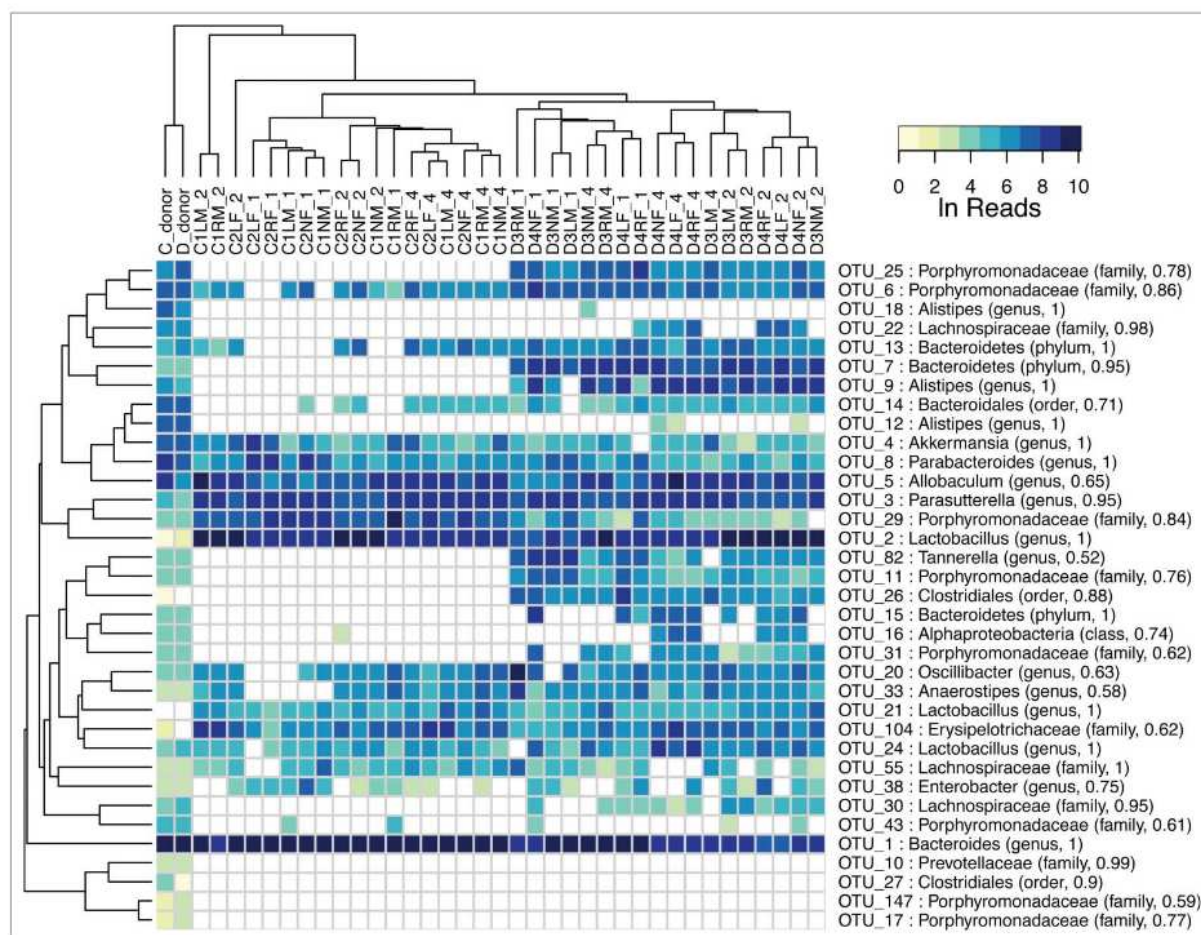 0 2 4 6 8 10
ln Reads
C_donor
D_donor
C1LM_2
C1RM_2
C2LF_2
C2LF_1
C2RF_1
C1LM_1
C2NF_1
C1NM_1
C2RF_2
C2NF_2
C1NM_2
C1RM_1
C2RF_4
C2LF_4
C1LM_4
C2NF_4
C1RM_4
C1NM_4
D3RM_1
D4NF_1
D3NM_1
D3LM_1
D3NM_4
D3RM_4
D4LF_1
D4RF_1
D4NF_4
D4LF_4
D4RF_4
D3LM_4
D3LM_2
D3RM_2
D4RF_2
D4LF_2
D4NF_2
D3NM_2
OTU_25 : Porphyromonadaceae (family, 0.78)
OTU_6 : Porphyromonadaceae (family, 0.86)
OTU_18 : Alistipes (genus, 1)
OTU_22 : Lachnospiraceae (family, 0.98)
OTU_13 : Bacteroidetes (phylum, 1)
OTU_7 : Bacteroidetes (phylum, 0.95)
OTU_9 : Alistipes (genus, 1)
OTU_14 : Bacteroidales (order, 0.71)
OTU_12 : Alistipes (genus, 1)
OTU_4 : Akkermansia (genus, 1)
OTU_8 : Parabacteroides (genus, 1)
OTU_5 : Allobaculum (genus, 0.65)
OTU_3 : Parasutterella (genus, 0.95)
OTU_29 : Porphyromonadaceae (family, 0.84)
OTU_2 : Lactobacillus (genus, 1)
OTU_82 : Tannerella (genus, 0.52)
OTU_11 : Porphyromonadaceae (family, 0.76)
OTU_26 : Clostridiales (order, 0.88)
OTU_15 : Bacteroidetes (phylum, 1)
OTU_16 : Alphaproteobacteria (class, 0.74)
OTU_31 : Porphyromonadaceae (family, 0.62)
OTU_20 : Oscillibacter (genus, 0.63)
OTU_33 : Anaerostipes (genus, 0.58)
OTU_21 : Lactobacillus (genus, 1)
OTU_104 : Erysipelotrichaceae (family, 0.62)
OTU_24 : Lactobacillus (genus, 1)
OTU_55 : Lachnospiraceae (family, 1)
OTU_38 : Enterobacter (genus, 0.75)
OTU_30 : Lachnospiraceae (family, 0.95)
OTU_43 : Porphyromonadaceae (family, 0.61)
OTU_1 : Bacteroides (genus, 1)
OTU_10 : Prevotellaceae (family, 0.99)
OTU_27 : Clostridiales (order, 0.9)
OTU_147 : Porphyromonadaceae (family, 0.59)
OTU_17 : Porphyromonadaceae (family, 0.77)